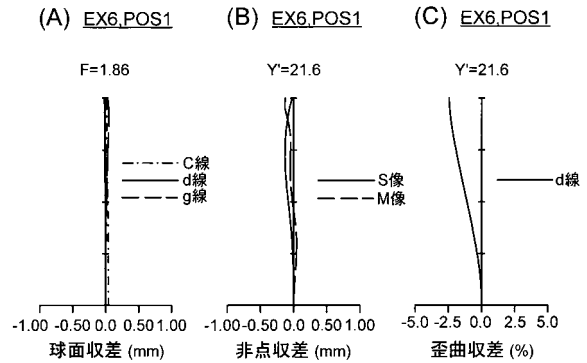 (A) EX6,POS1
F=1.86
C線
d線
g線
-1.00 -0.50 0.00 0.50 1.00
球面収差 (mm)
(B) EX6,POS1
Y'=21.6
S像
M像
-1.00 -0.50 0.00 0.50 1.00
非点収差 (mm)
(C) EX6,POS1
Y'=21.6
d線
-5.0 -2.5 0.0 2.5 5.0
歪曲収差 (%)